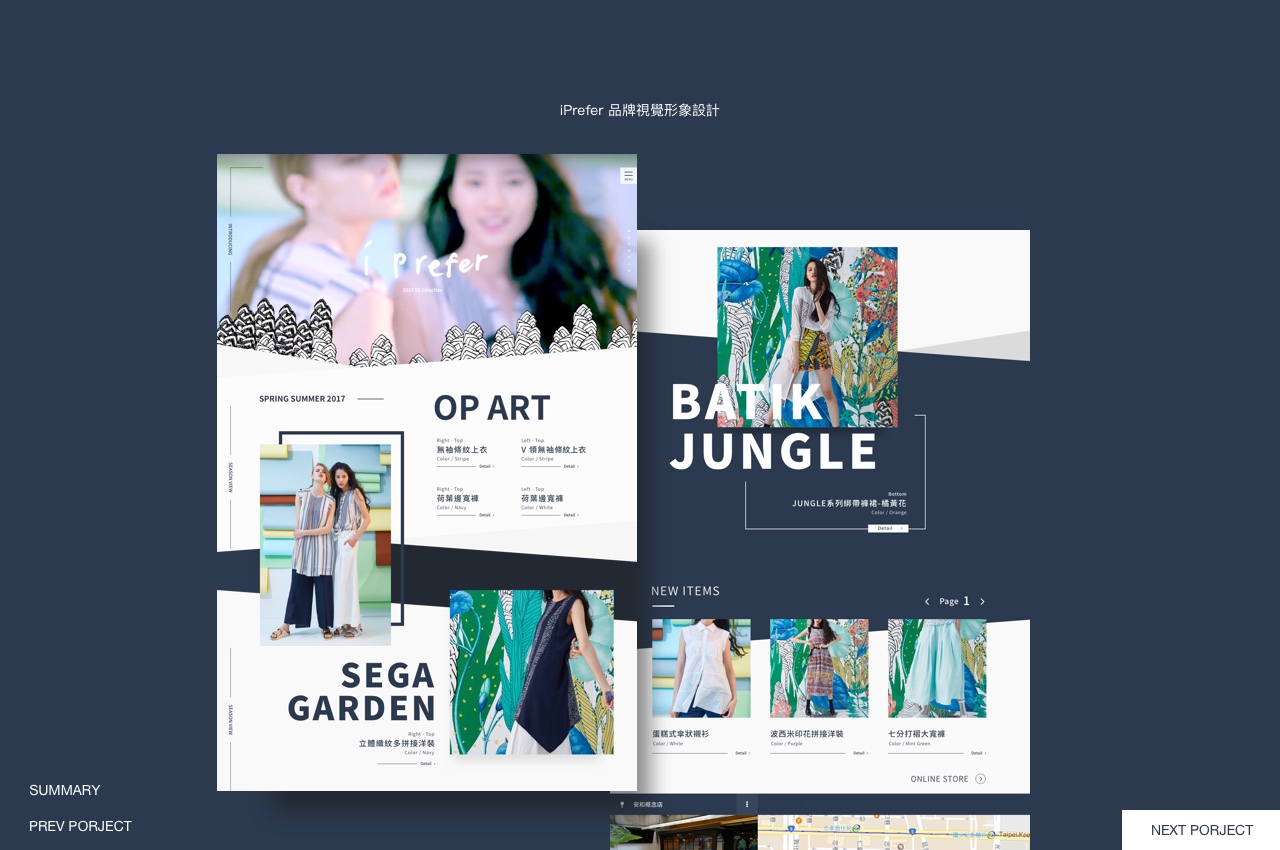 iPrefer 品牌視覺形象設計
MENU
INTRODUCING
i prefer
2017 SS Collection
SPRING SUMMER 2017
OP ART
Right - Top
無袖條紋上衣
Color / Stripe
Detail
Left - Top
V 領無袖條紋上衣
Color / Stripe
Detail
Right - Top
荷葉邊寬褲
Color / Navy
Detail
Left - Top
荷葉邊寬褲
Color / White
Detail
SEASON VIEW
SEGA
GARDEN
Right - Top
立體織紋多拼接洋裝
Color / Navy
Detail
SEASON VIEW
BATIK
JUNGLE
Bottom
JUNGLE系列綁帶褲裙-橘黃花
Color / Orange
Detail
NEW ITEMS
Page 1
蛋糕式傘狀襯衫
Color / White
Detail
波西米印花拼接洋裝
Color / Purple
Detail
七分打褶大寬褲
Color / Mint Green
Detail
ONLINE STORE
安和概念店
SUMMARY
PREV PORJECT
NEXT PORJECT